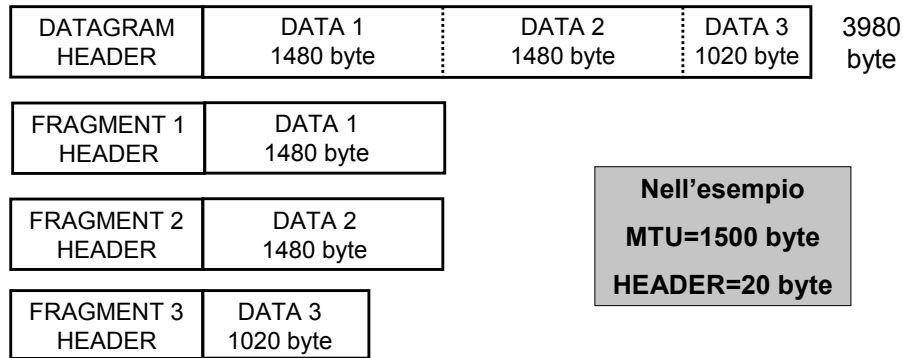 DATAGRAM HEADER
DATA 1
1480 byte
DATA 2
1480 byte
DATA 3
1020 byte
3980
byte
FRAGMENT 1
HEADER
DATA 1
1480 byte
FRAGMENT 2
HEADER
DATA 2
1480 byte
FRAGMENT 3
HEADER
DATA 3
1020 byte
Nell'esempio
MTU=1500 byte
HEADER=20 byte